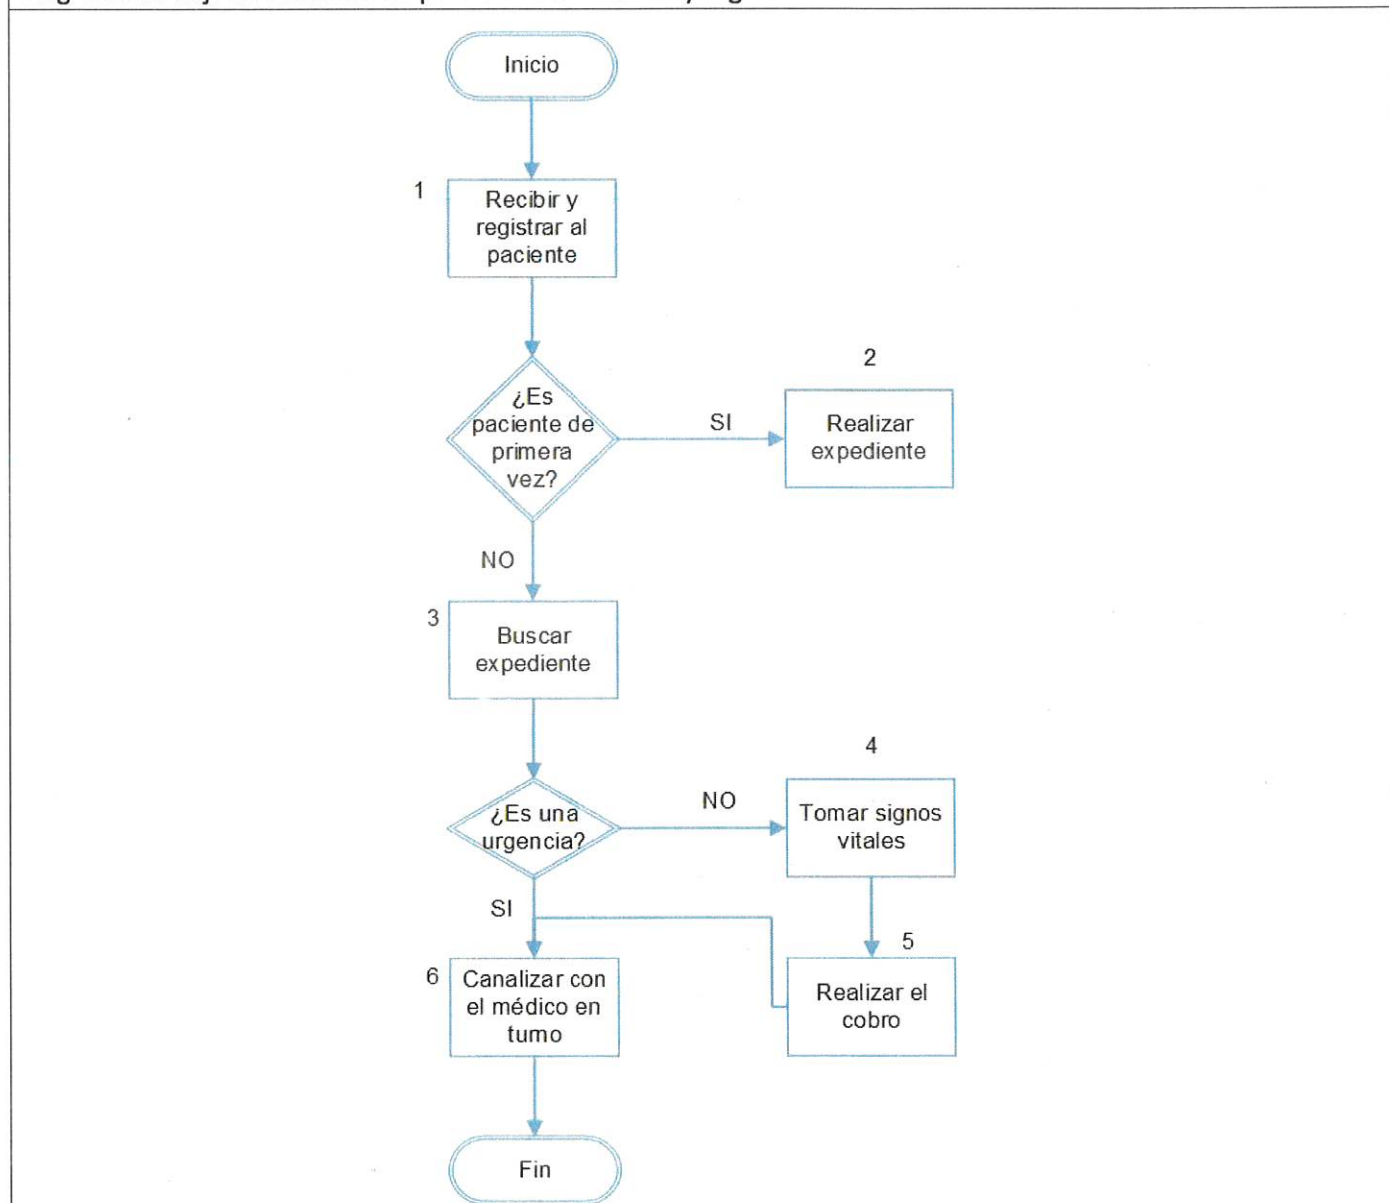 Inicio
1
Recibir y
registrar al
paciente
¿Es
paciente de
primera
vez?
SI
2
Realizar
expediente
NO
3
Buscar
expediente
¿Es una
urgencia?
NO
4
Tomar signos
vitales
SI
5
Realizar el
cobro
6
Canalizar con
el médico en
turno
Fin